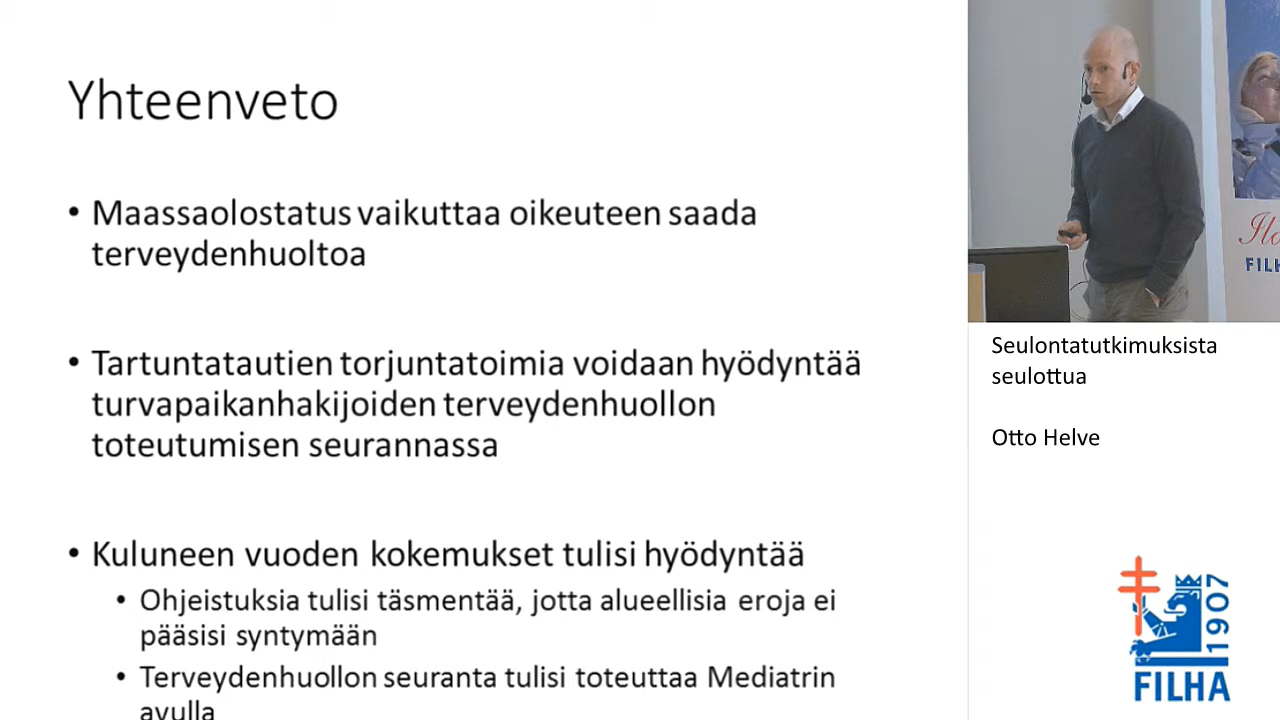 Yhteenveto
• Maassaolostatus vaikuttaa oikeuteen saada
terveydenhuoltoa
• Tartuntatautien torjuntatoimia voidaan hyödyntää
turvapaikanhakijoiden terveydenhuollon
toteutumisen seurannassa
• Kuluneen vuoden kokemukset tulisi hyödyntää
• Ohjeistuksia tulisi täsmentää, jotta alueellisia eroja ei
pääsisi syntymään
• Terveydenhuollon seuranta tulisi toteuttaa Mediatrin
avulla
Seulontatutkimuksista
seulottua
Otto Helve
1907
FILHA